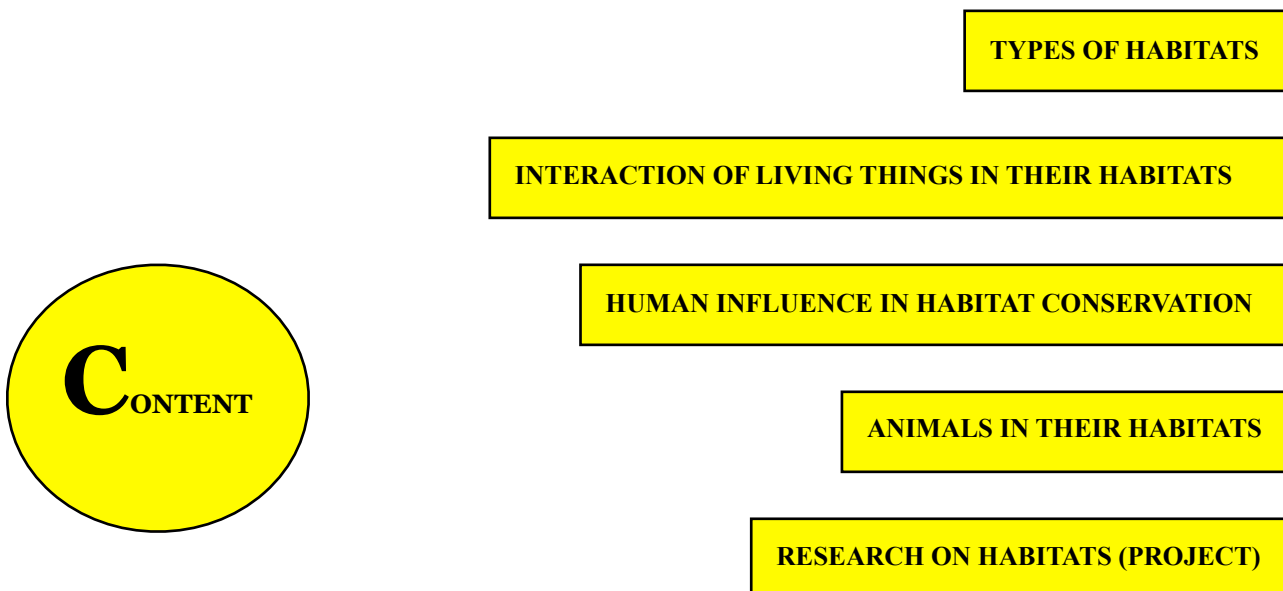 TYPES OF HABITATS
INTERACTION OF LIVING THINGS IN THEIR HABITATS
HUMAN INFLUENCE IN HABITAT CONSERVATION
CONTENT
ANIMALS IN THEIR HABITATS
RESEARCH ON HABITATS (PROJECT)